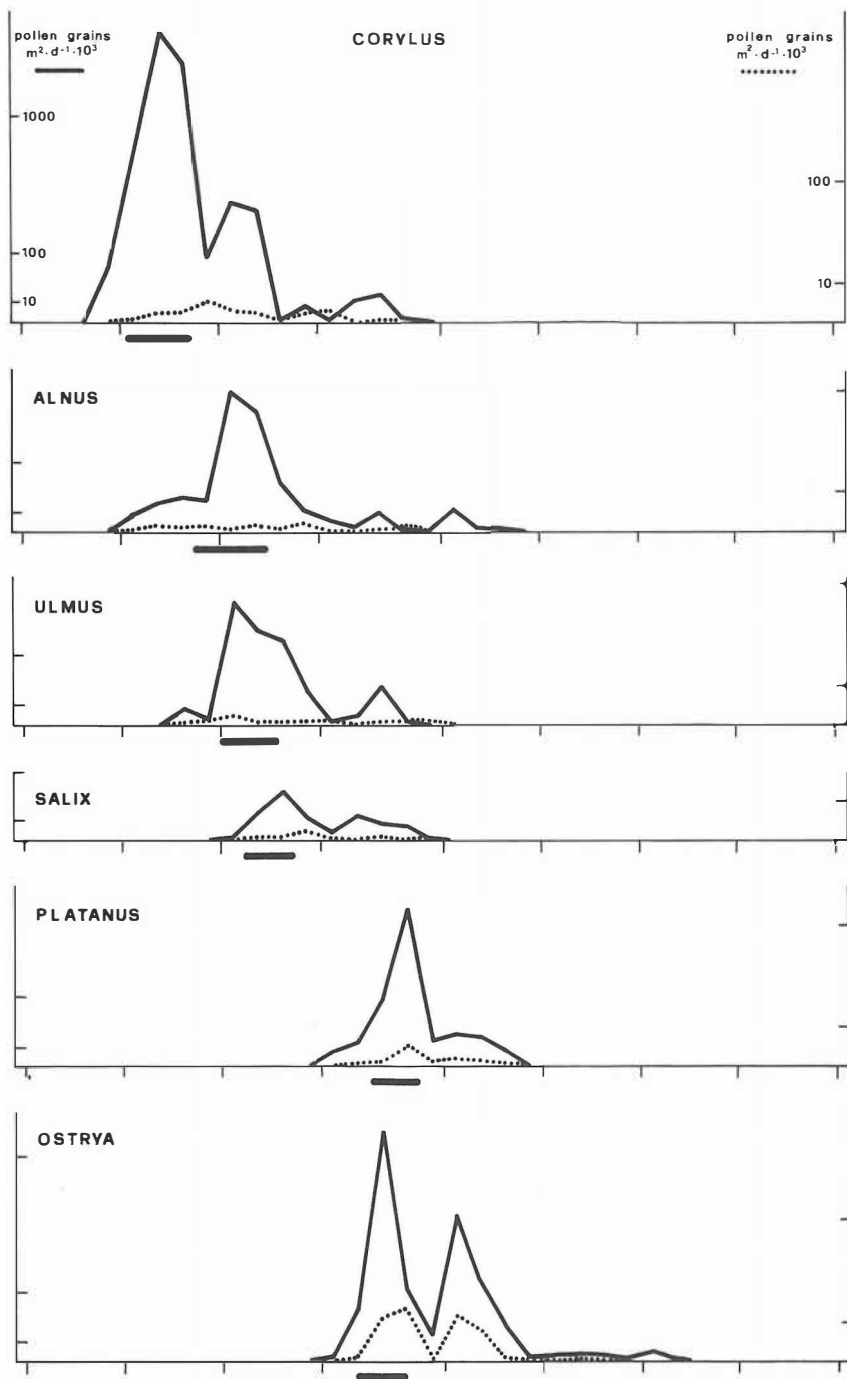 pollen grains
m²·d⁻¹·10³
CORYLUS
pollen grains
m²·d⁻¹·10³
1000
100
100
10
10
ALNUS
ULMUS
SALIX
PLATANUS
OSTRYA